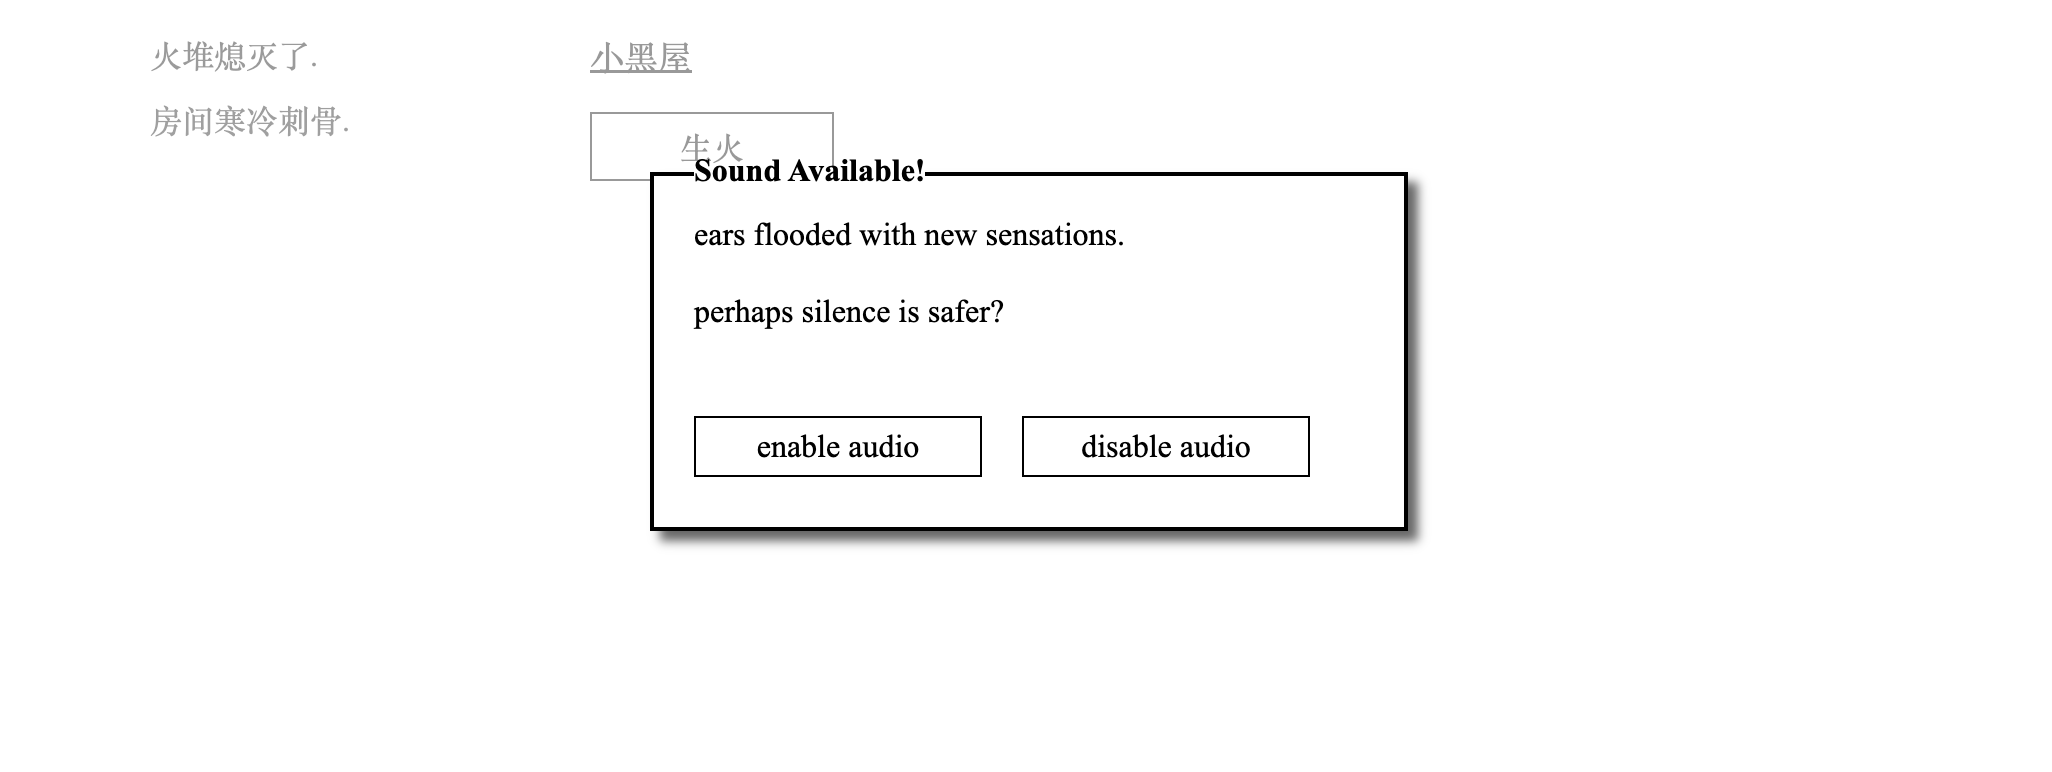 火堆熄灭了.
房间寒冷刺骨.
小黑屋
生火
Sound Available!
ears flooded with new sensations.
perhaps silence is safer?
enable audio
disable audio